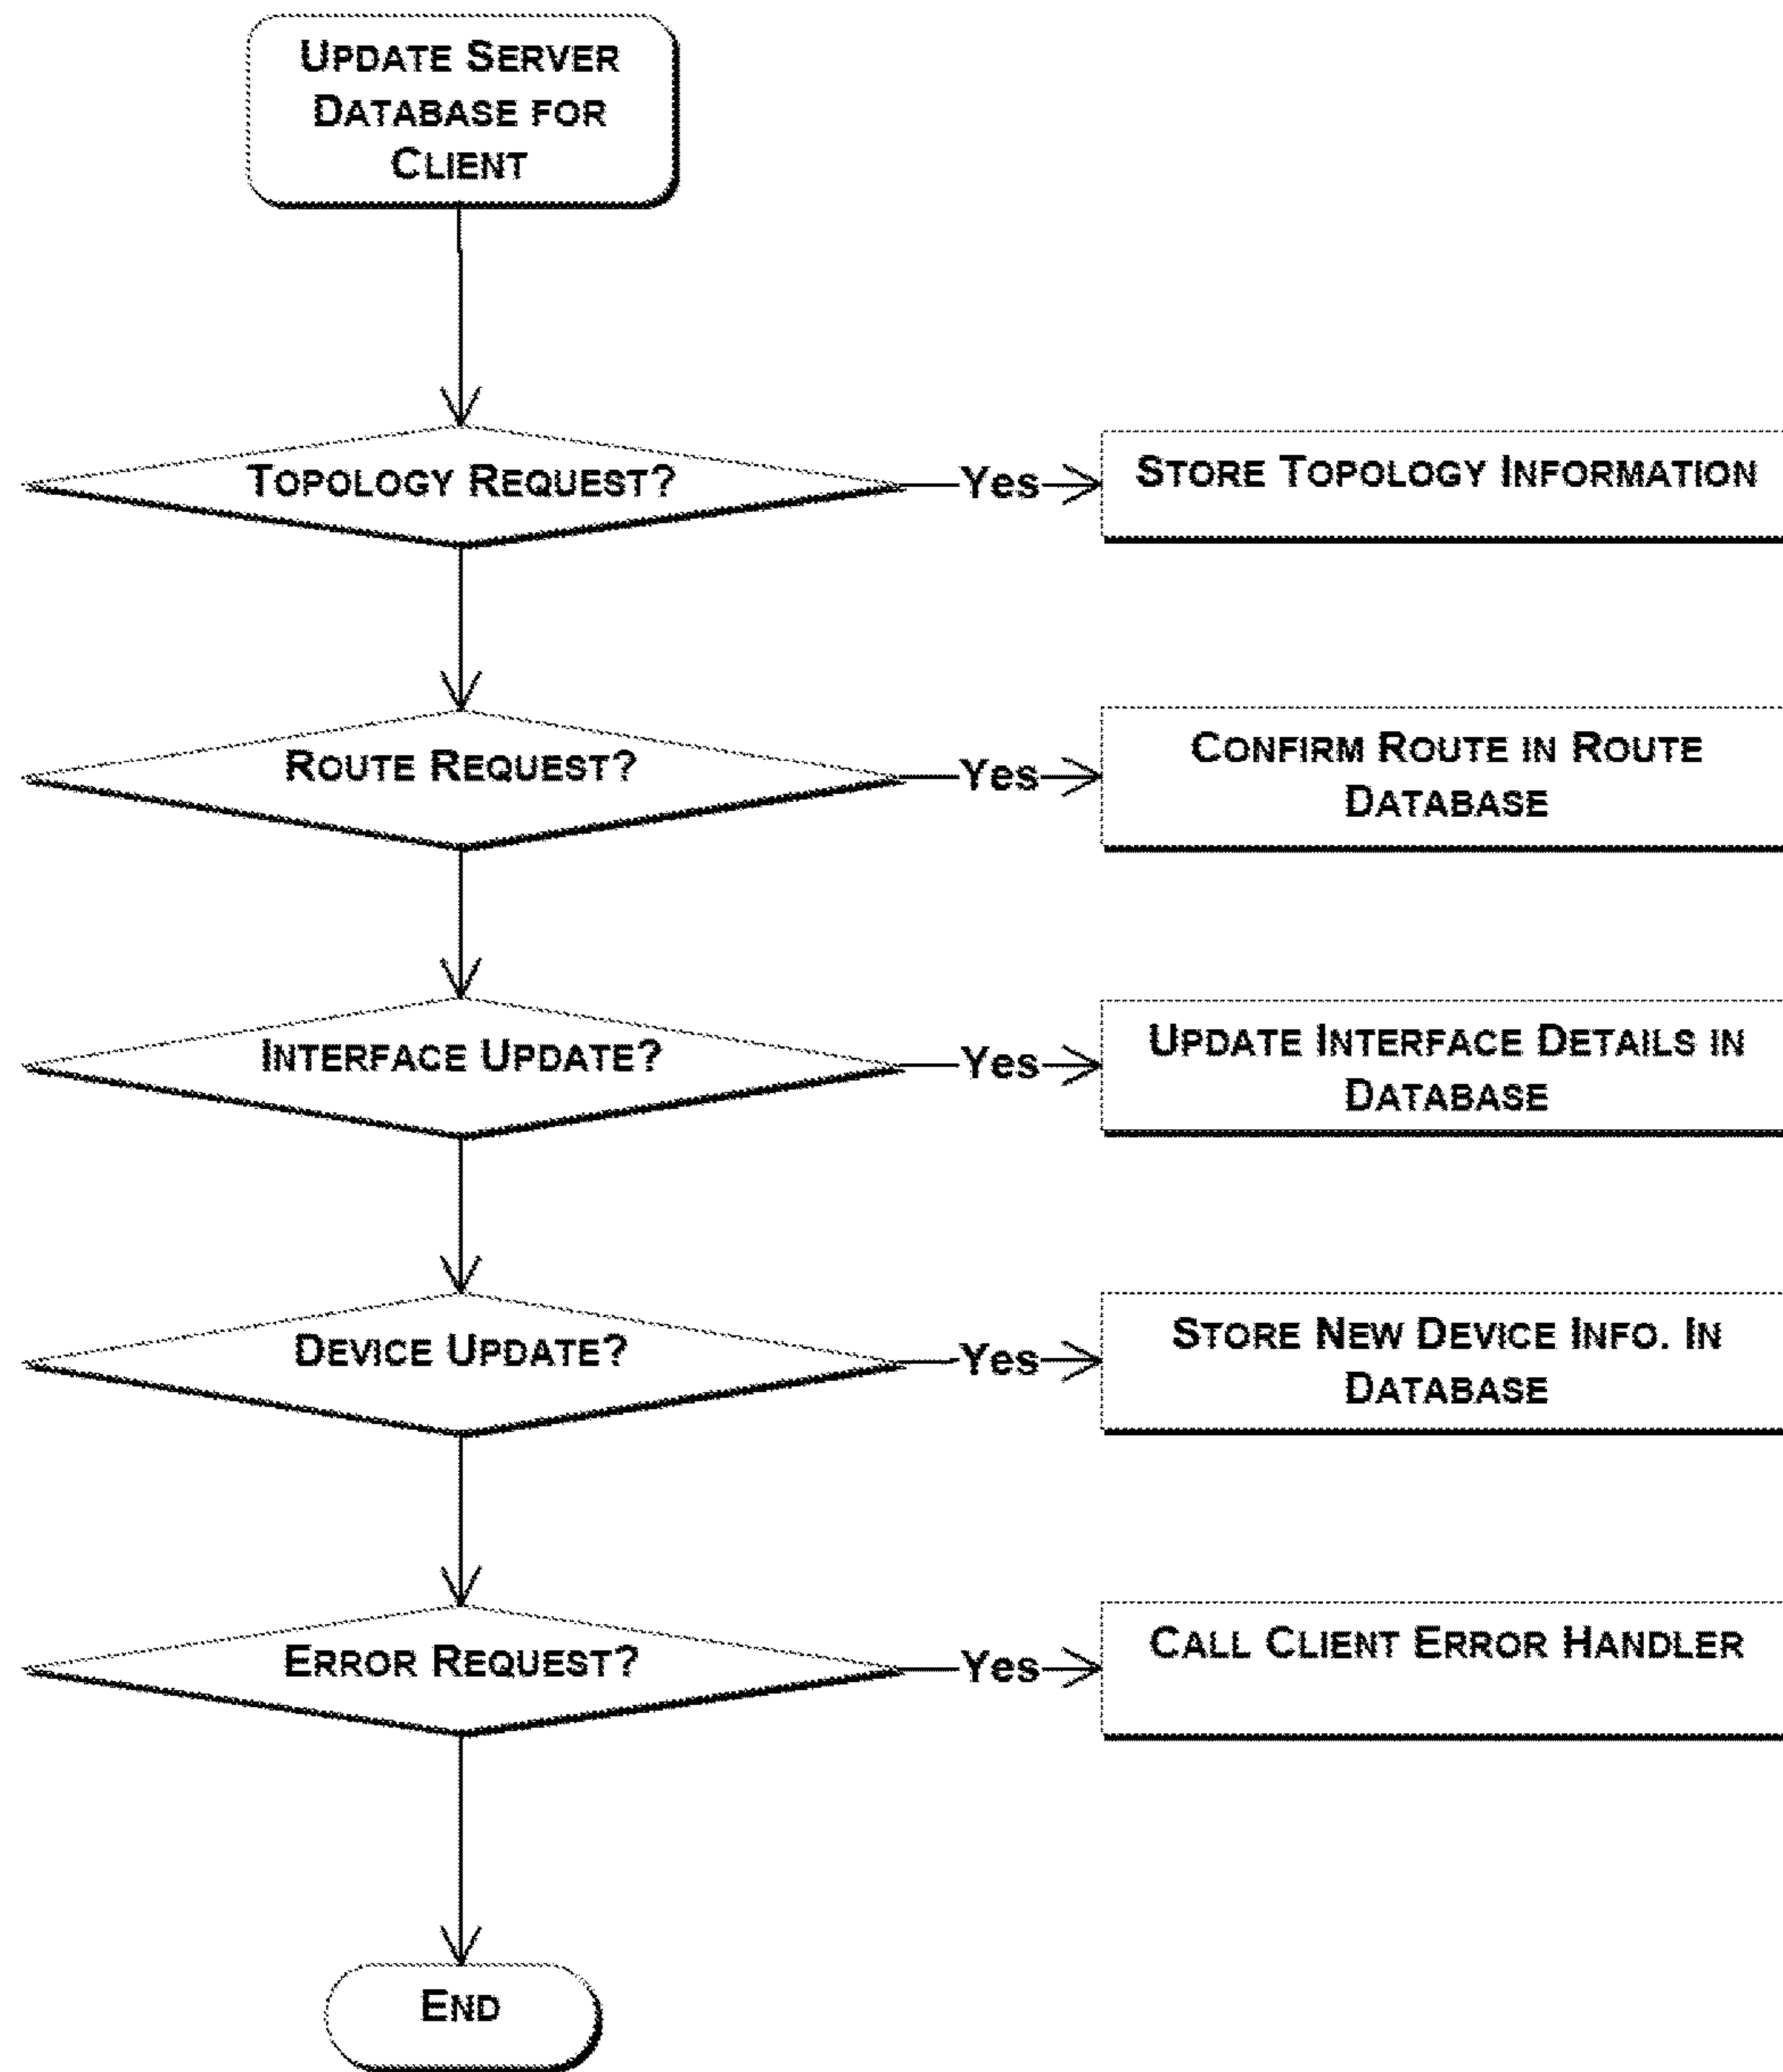 UPDATE SERVER
DATABASE FOR
CLIENT
TOPOLOGY REQUEST?
Yes
STORE TOPOLOGY INFORMATION
ROUTE REQUEST?
Yes
CONFIRM ROUTE IN ROUTE
DATABASE
INTERFACE UPDATE?
Yes
UPDATE INTERFACE DETAILS IN
DATABASE
DEVICE UPDATE?
Yes
STORE NEW DEVICE INFO. IN
DATABASE
ERROR REQUEST?
Yes
CALL CLIENT ERROR HANDLER
END